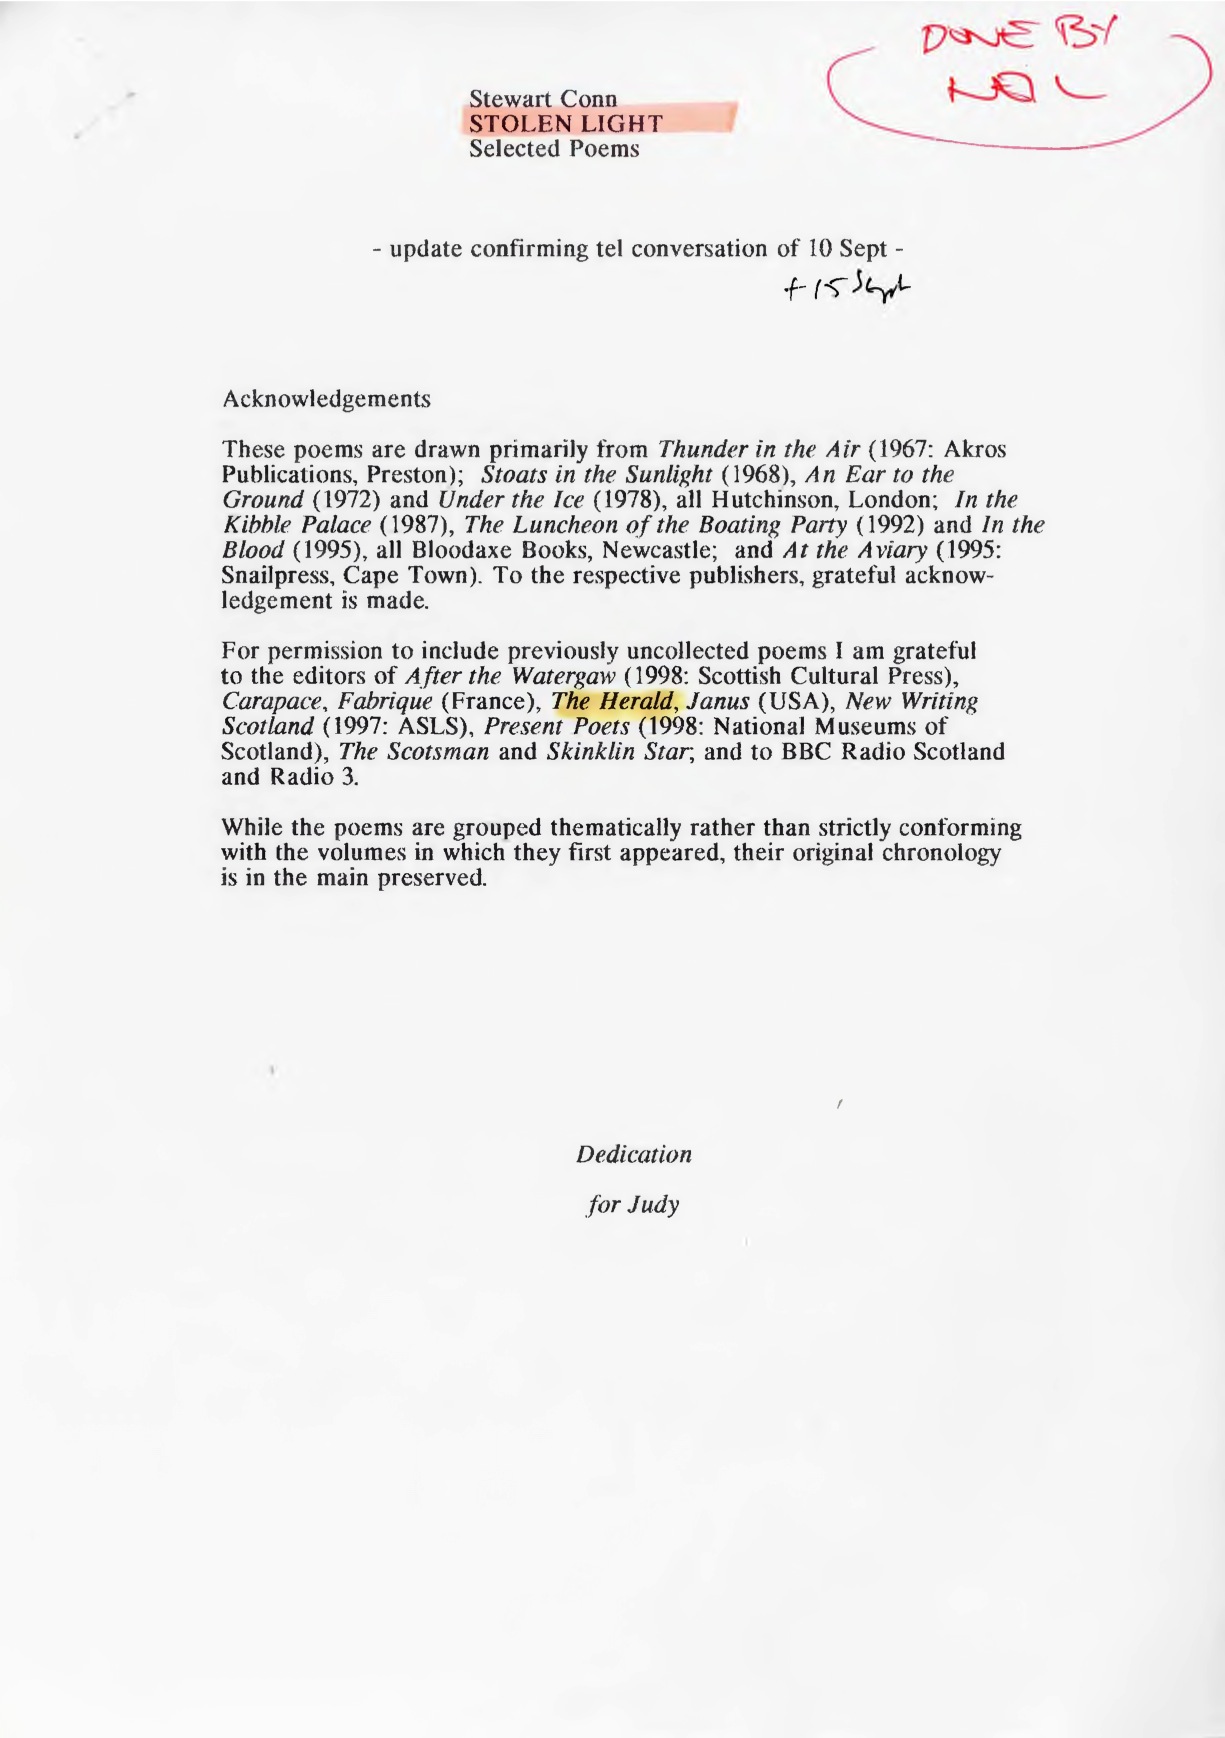 DONE BY
Stewart Conn
STOLEN LIGHT
Selected Poems
- update confirming tel conversation of 10 Sept -
+ 15 Sept
Acknowledgements
These poems are drawn primarily from Thunder in the Air (1967: Akros
Publications, Preston);  Stoats in the Sunlight (1968), An Ear to the
Ground (1972) and Under the Ice (1978), all Hutchinson, London;  In the
Kibble Palace (1987), The Luncheon of the Boating Party (1992) and In the
Blood (1995), all Bloodaxe Books, Newcastle;  and At the Aviary (1995:
Snailpress, Cape Town). To the respective publishers, grateful acknow-
ledgement is made.
For permission to include previously uncollected poems I am grateful
to the editors of After the Watergaw (1998: Scottish Cultural Press),
Carapace, Fabrique (France), The Herald, Janus (USA), New Writing
Scotland (1997: ASLS), Present Poets (1998: National Museums of
Scotland), The Scotsman and Skinklin Star; and to BBC Radio Scotland
and Radio 3.
While the poems are grouped thematically rather than strictly conforming
with the volumes in which they first appeared, their original chronology
is in the main preserved.
Dedication
for Judy